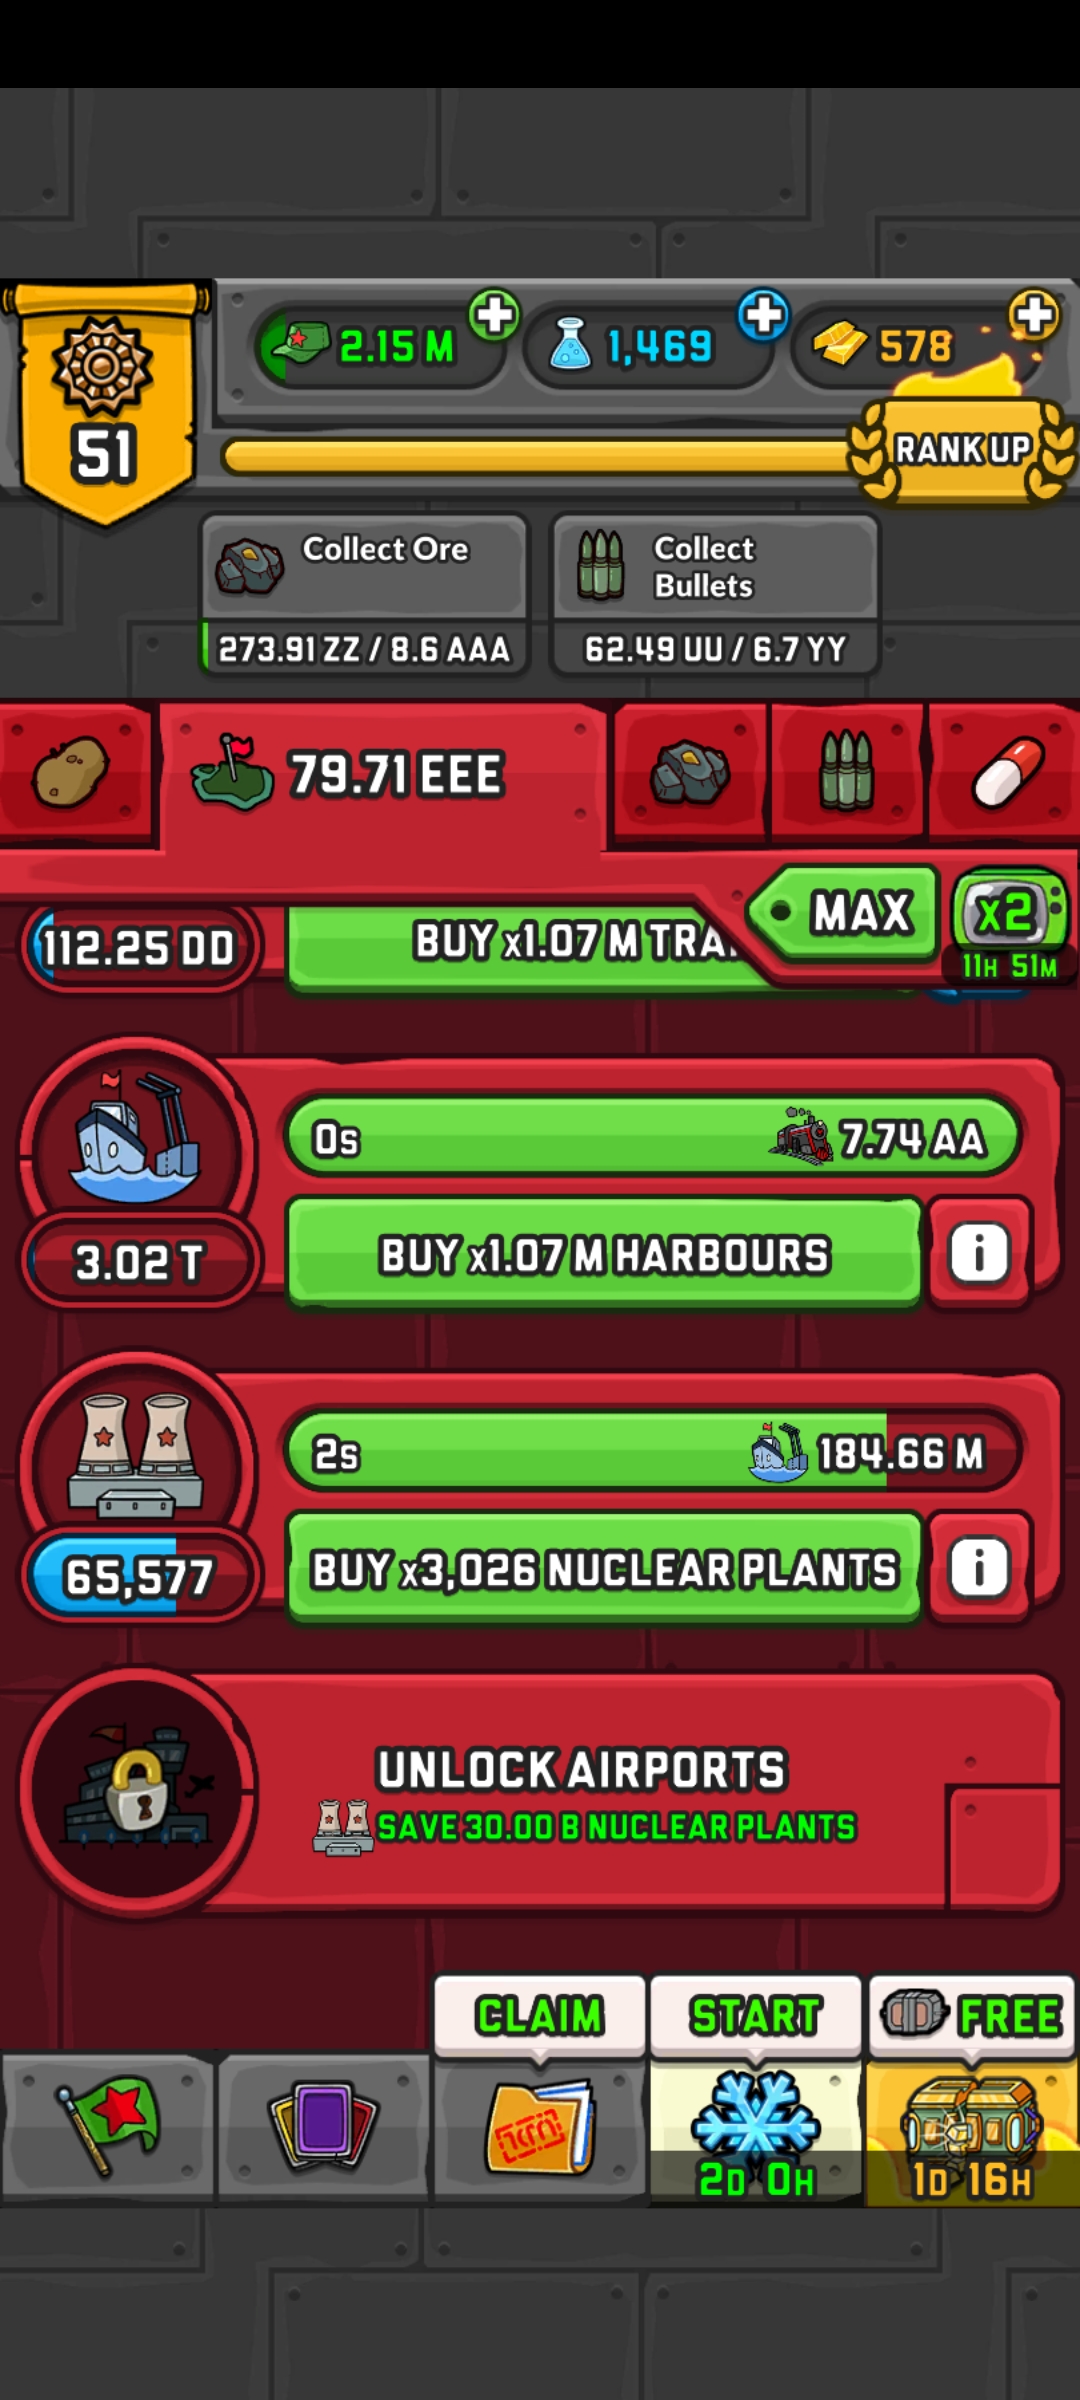 51
2.15 M
1,469
578
RANK UP
Collect Ore
273.91 ZZ / 8.6 AAA
Collect
Bullets
62.49 UU / 6.7 YY
79.71 EEE
MAX
x2
11H 51M
112.25 DD
BUY x1.07 M TRA
0s
7.74 AA
3.02 T
BUY x1.07 M HARBOURS
i
2s
184.66 M
65,577
BUY x3,026 NUCLEAR PLANTS
i
UNLOCK AIRPORTS
SAVE 30.00 B NUCLEAR PLANTS
CLAIM
START
FREE
2D 0H
1D 16H